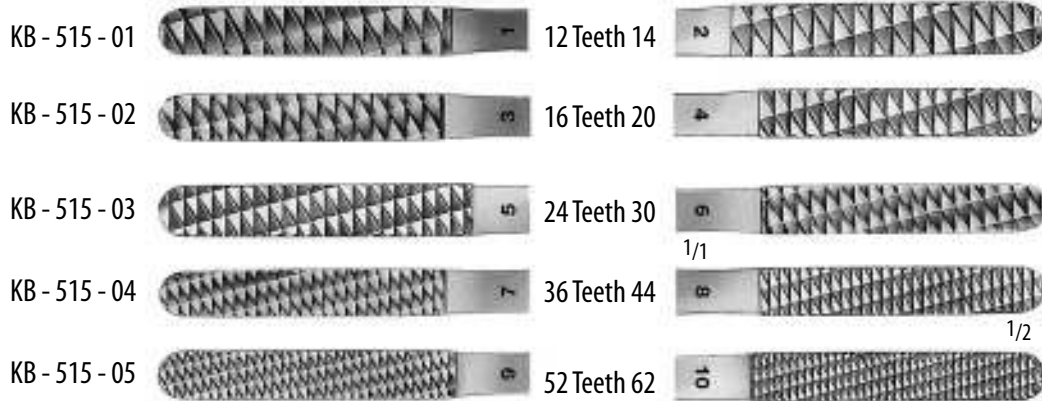 KB - 515 - 01 1 12 Teeth 14 2
KB - 515 - 02 3 16 Teeth 20 4
KB - 515 - 03 5 24 Teeth 30 6
1/1
KB - 515 - 04 7 36 Teeth 44 8
1/2
KB - 515 - 05 9 52 Teeth 62 10